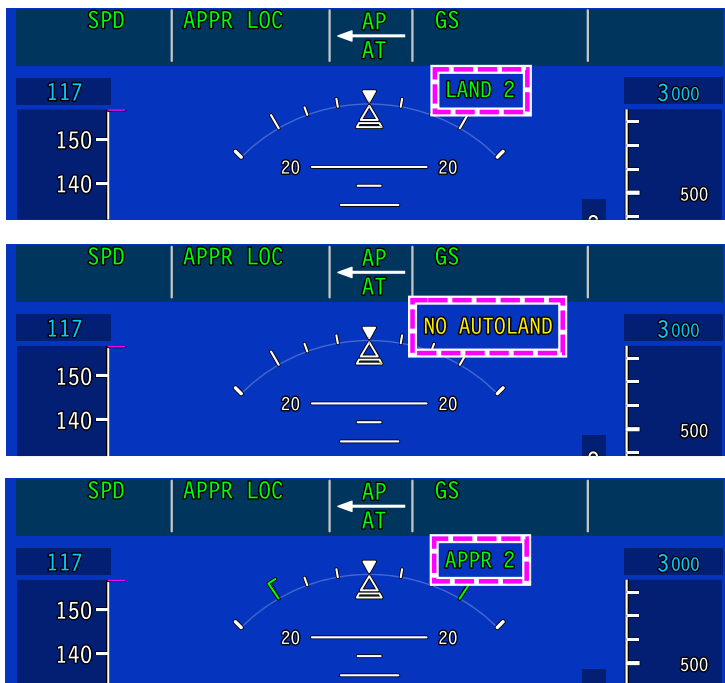 SPD APPR LOC AP GS
AT
LAND 2
117 3000
150
20 20
140 500
SPD APPR LOC AP GS
AT
NO AUTOLAND
117 3000
150
20 20
140 500
SPD APPR LOC AP GS
AT
APPR 2
117 3000
150
20 20
140 500